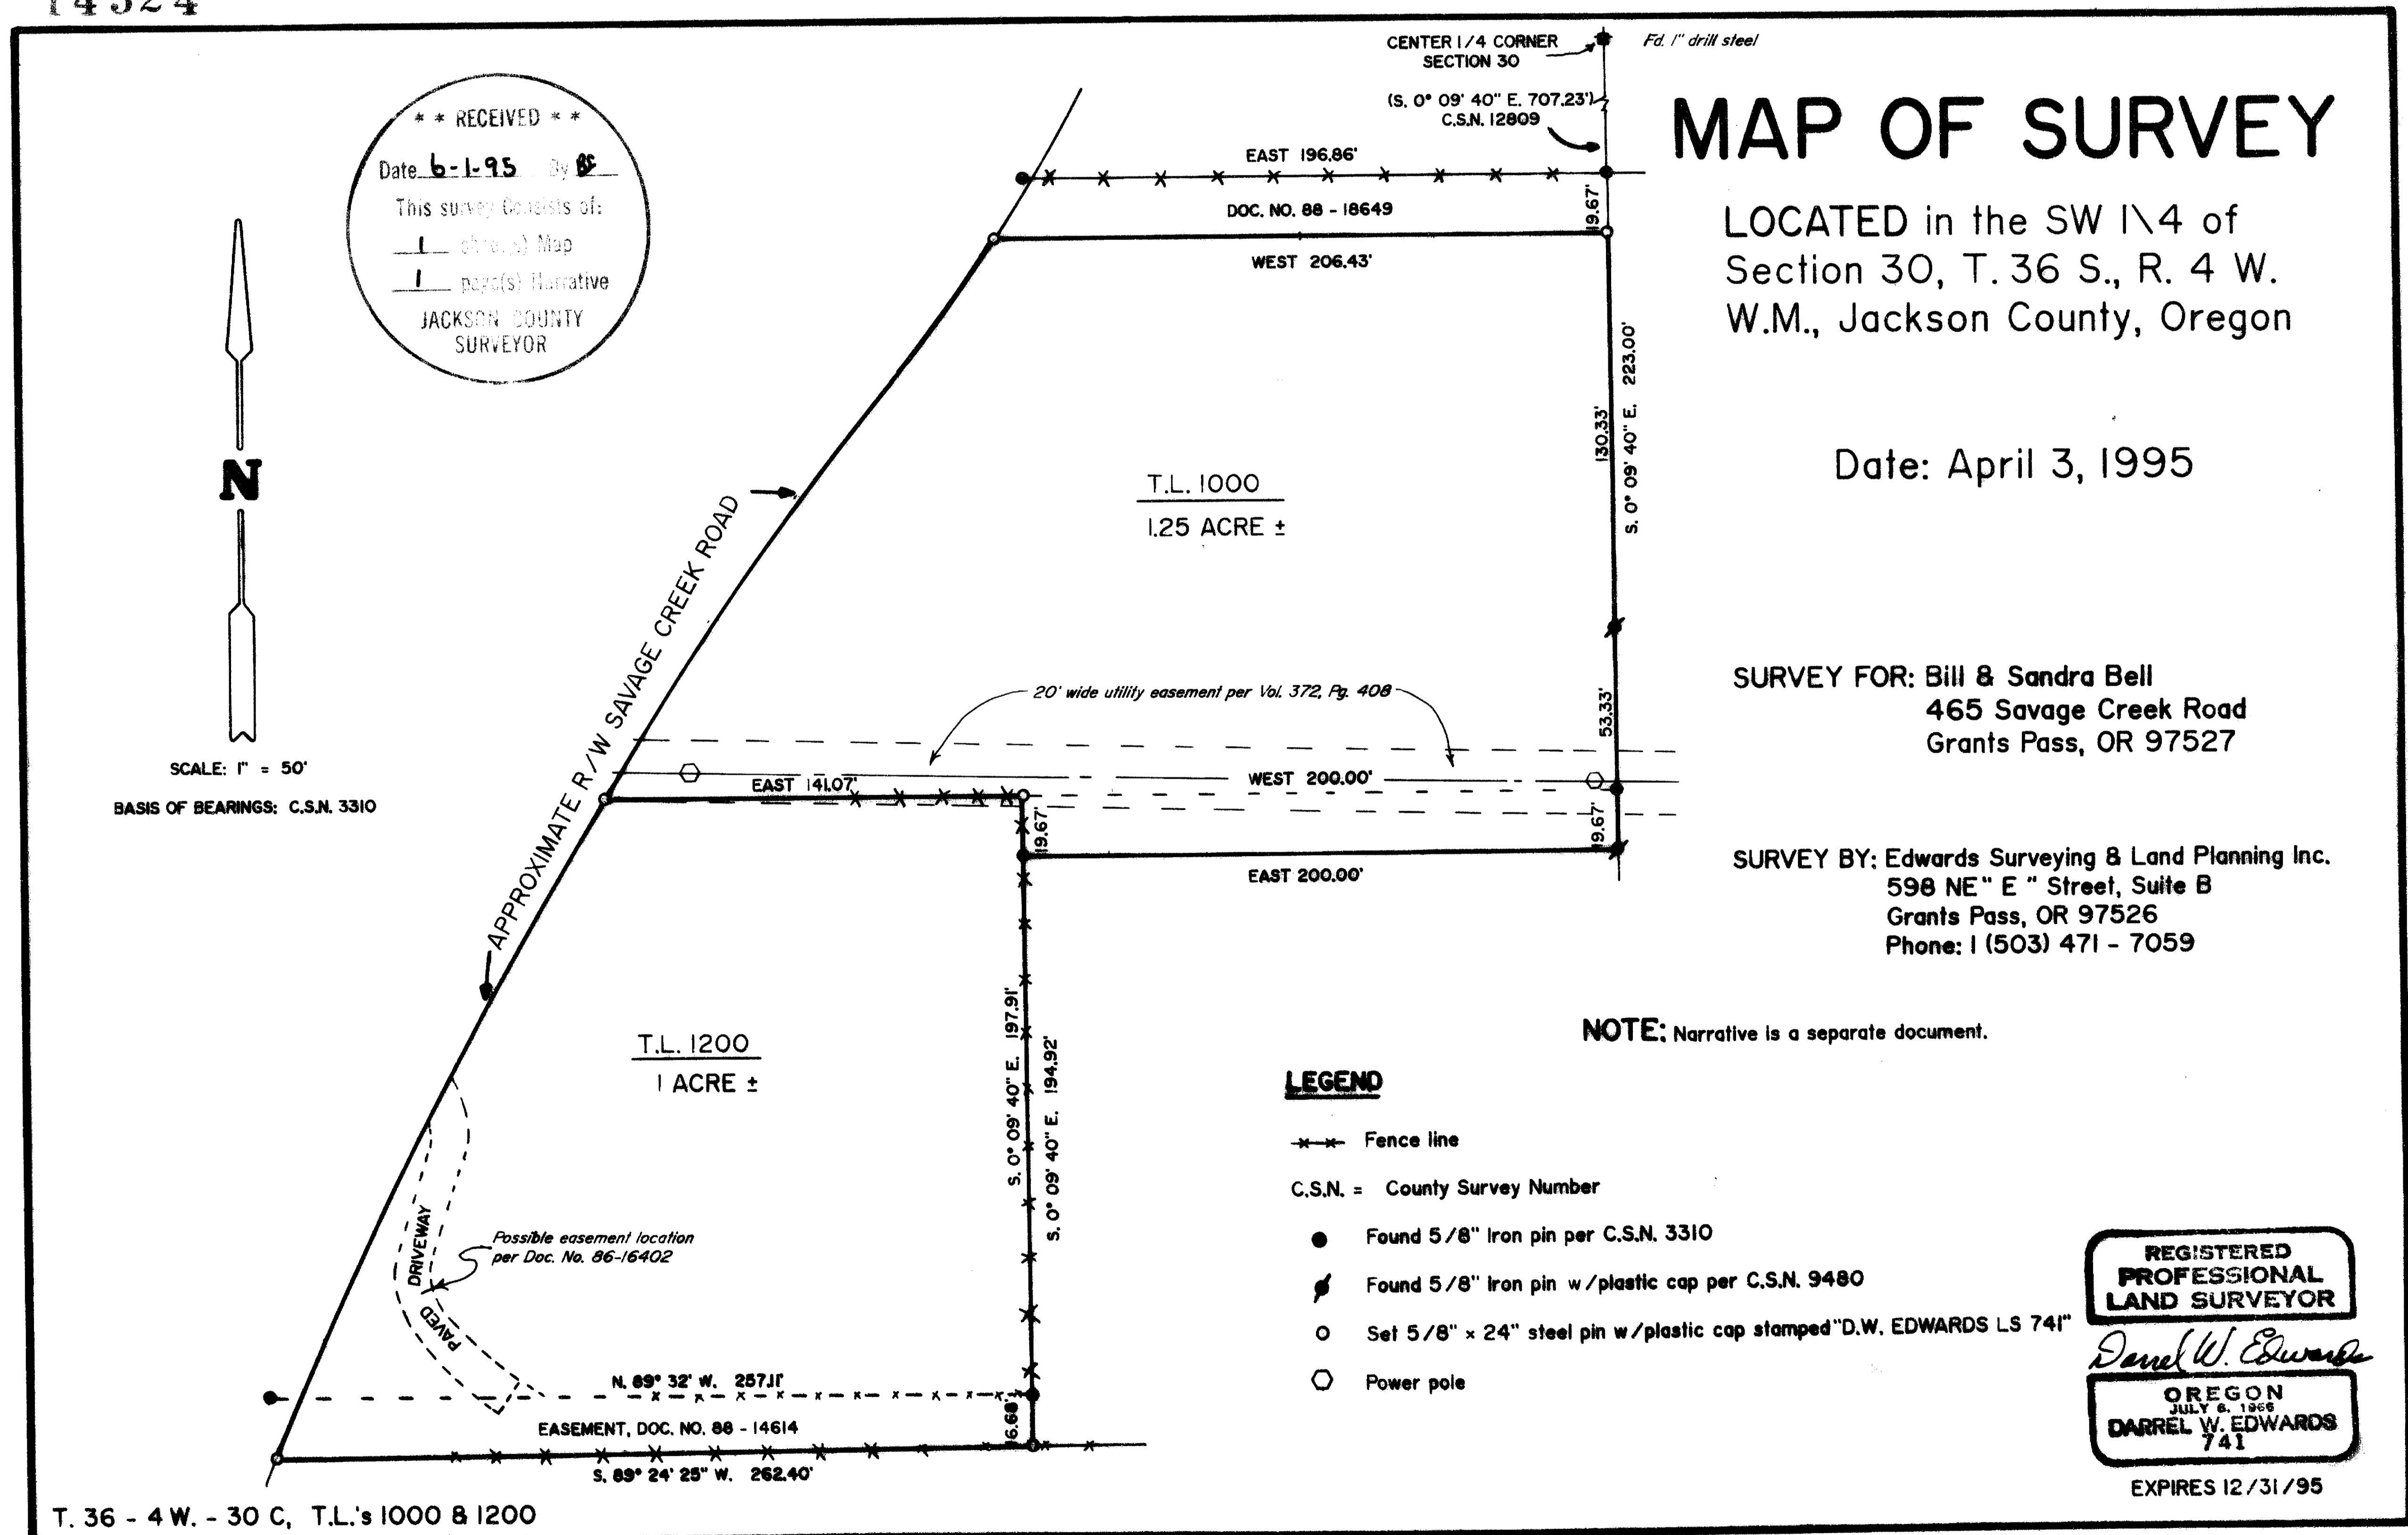 14524
CENTER 1/4 CORNER
SECTION 30
Fd. 1" drill steel
(S. 0° 09' 40" E. 707.23')
C.S.N. 12809
MAP OF SURVEY
LOCATED in the SW 1\4 of
Section 30, T. 36 S., R. 4 W.
W.M., Jackson County, Oregon
Date: April 3, 1995
* * RECEIVED * *
Date 6-1-95 By
This survey Consists of:
1 sheet(s) Map
1 page(s) Narrative
JACKSON COUNTY
SURVEYOR
N
SCALE: 1" = 50'
BASIS OF BEARINGS: C.S.N. 3310
EAST 196.86'
DOC. NO. 88 - 18649
19.67'
WEST 206.43'
S. 0° 09' 40" E. 223.00'
130.33'
T.L. 1000
1.25 ACRE ±
APPROXIMATE R/W SAVAGE CREEK ROAD
20' wide utility easement per Vol. 372, Pg. 408
53.33'
EAST 141.07'
WEST 200.00'
19.67'
19.67'
EAST 200.00'
SURVEY FOR: Bill & Sandra Bell
465 Savage Creek Road
Grants Pass, OR 97527
SURVEY BY: Edwards Surveying & Land Planning Inc.
598 NE" E " Street, Suite B
Grants Pass, OR 97526
Phone: 1 (503) 471 - 7059
NOTE: Narrative is a separate document.
T.L. 1200
1 ACRE ±
S. 0° 09' 40" E. 197.91'
S. 0° 09' 40" E. 194.92'
DRIVEWAY
PAVED
Possible easement location
per Doc. No. 86-16402
N. 89° 32' W. 257.11'
EASEMENT, DOC. NO. 88 - 14614
16.68'
S. 89° 24' 25" W. 262.40'
LEGEND
Fence line
C.S.N. = County Survey Number
Found 5/8" Iron pin per C.S.N. 3310
Found 5/8" Iron pin w/plastic cap per C.S.N. 9480
Set 5/8" × 24" steel pin w/plastic cap stamped "D.W. EDWARDS LS 741"
Power pole
REGISTERED
PROFESSIONAL
LAND SURVEYOR
Darrel W. Edwards
OREGON
JULY 8, 1966
DARREL W. EDWARDS
741
EXPIRES 12/31/95
T. 36 - 4 W. - 30 C, T.L.'s 1000 & 1200